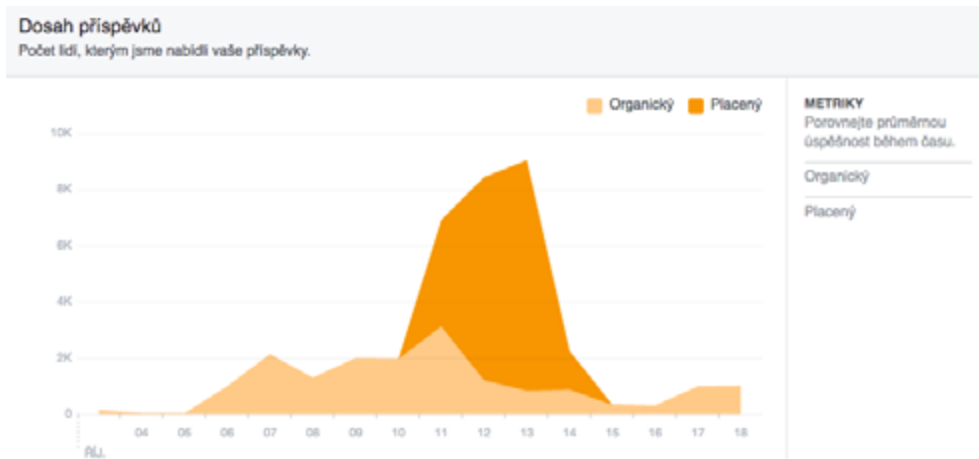 Dosah příspěvků
Počet lidí, kterým jsme nabídli vaše příspěvky.
Organický Placený
METRIKY
Porovnejte průměrnou
úspěšnost během času.
Organický
Placený
10K
8K
6K
4K
2K
0
04 05 06 07 08 09 10 11 12 13 14 15 16 17 18
ŘÍJ.